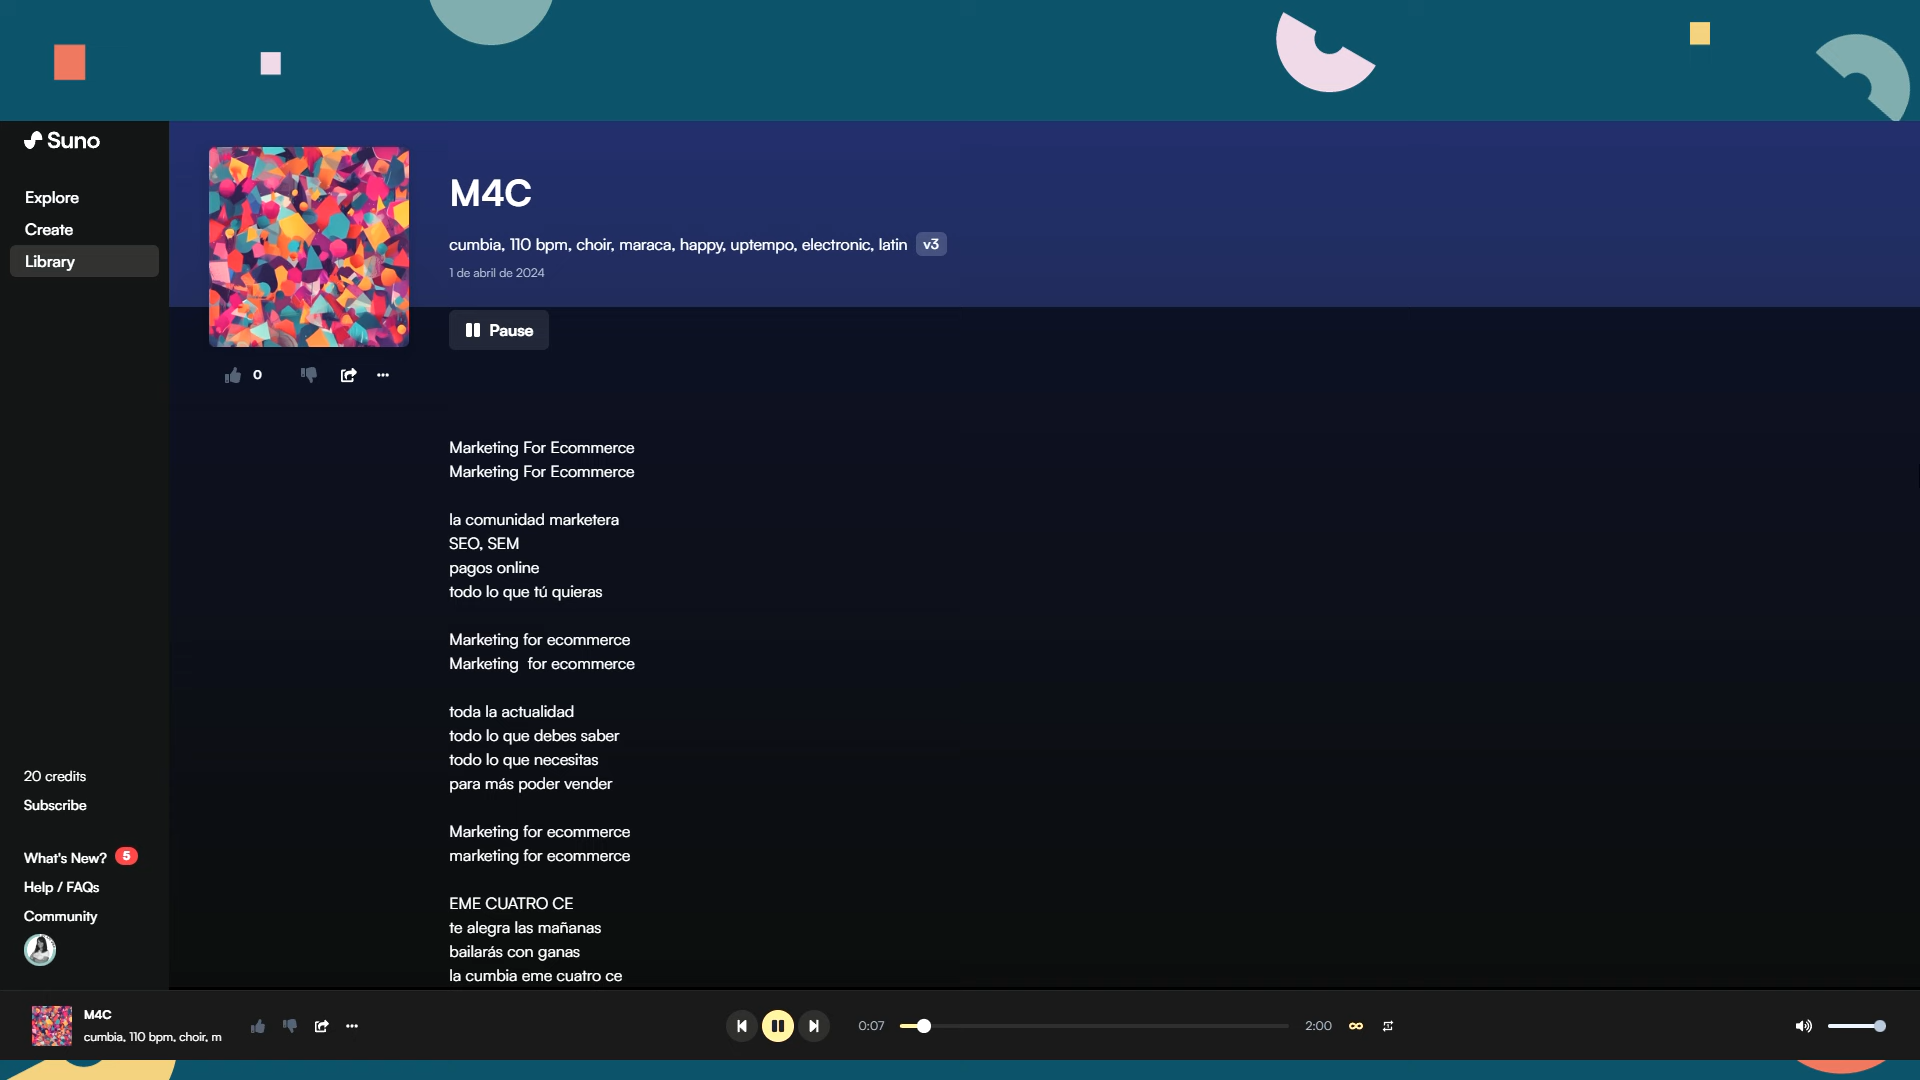 Suno
Explore
Create
Library
M4C
cumbia, 110 bpm, choir, maraca, happy, uptempo, electronic, latin v3
1 de abril de 2024
Pause
0
Marketing For Ecommerce
Marketing For Ecommerce
la comunidad marketera
SEO, SEM
pagos online
todo lo que tú quieras
Marketing for ecommerce
Marketing  for ecommerce
toda la actualidad
todo lo que debes saber
todo lo que necesitas
para más poder vender
Marketing for ecommerce
marketing for ecommerce
EME CUATRO CE
te alegra las mañanas
bailarás con ganas
la cumbia eme cuatro ce
20 credits
Subscribe
What's New? 5
Help / FAQs
Community
M4C
cumbia, 110 bpm, choir, m
0:07
2:00